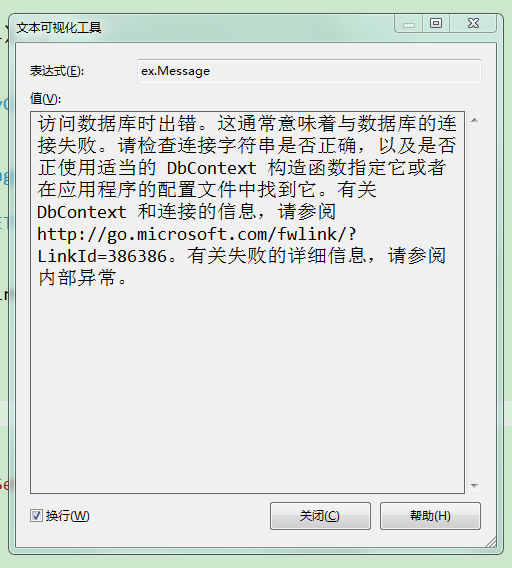 文本可视化工具
表达式(E):
ex.Message
值(V):
访问数据库时出错。这通常意味着与数据库的连
接失败。请检查连接字符串是否正确，以及是否
正使用适当的 DbContext 构造函数指定它或者
在应用程序的配置文件中找到它。有关
DbContext 和连接的信息，请参阅
http://go.microsoft.com/fwlink/?
LinkId=386386。有关失败的详细信息，请参阅
内部异常。
换行(W)
关闭(C)
帮助(H)